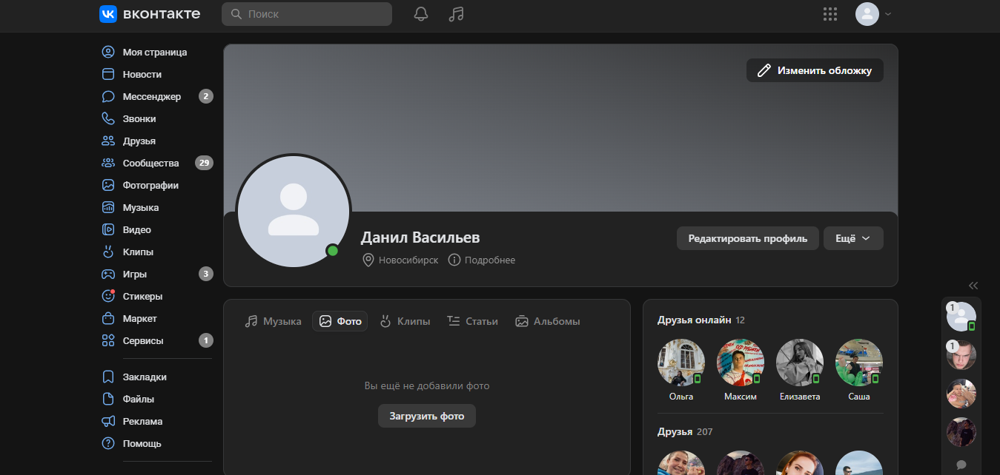 вконтакте
Поиск
Моя страница
Новости
Мессенджер 2
Звонки
Друзья
Сообщества 29
Фотографии
Музыка
Видео
Клипы
Игры 3
Стикеры
Маркет
Сервисы 1
Закладки
Файлы
Реклама
Помощь
Изменить обложку
Данил Васильев
Новосибирск Подробнее
Редактировать профиль Ещё
Музыка Фото Клипы Статьи Альбомы
Вы ещё не добавили фото
Загрузить фото
Друзья онлайн 12
Ольга Максим Елизавета Саша
Друзья 207
1
1